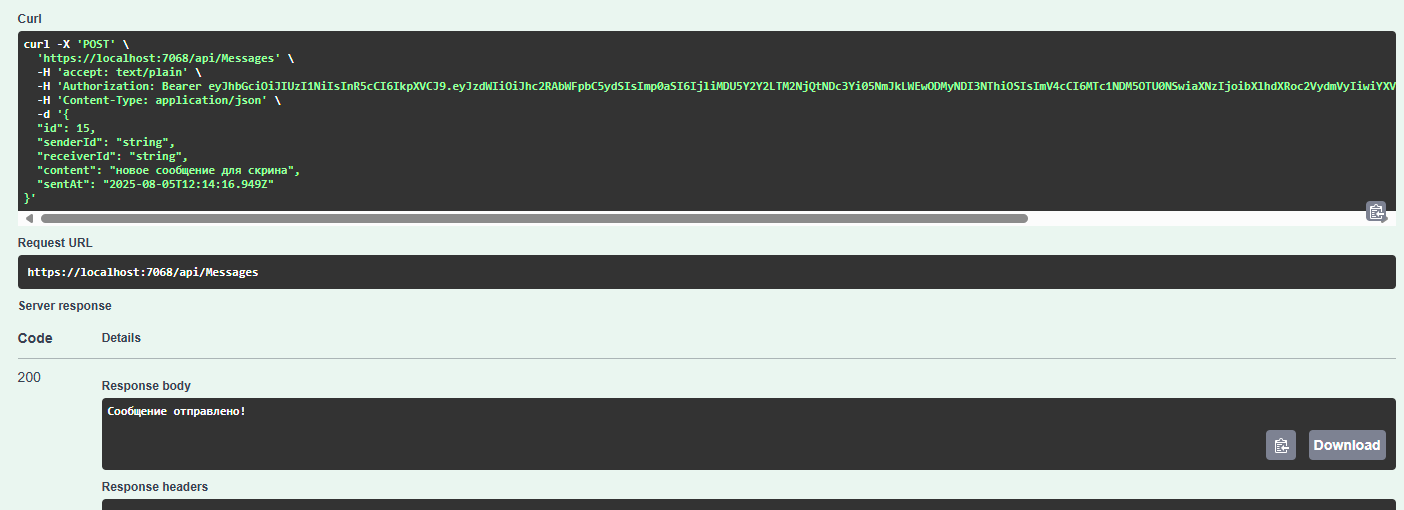 Curl
curl -X 'POST' \
'https://localhost:7068/api/Messages' \
-H 'accept: text/plain' \
-H 'Authorization: Bearer
-H 'Content-Type: application/json' \
-d '{
"id": 15,
"senderId": "string",
"receiverId": "string",
"content": "новое сообщение для скрина",
"sentAt": "2025-08-05T12:14:16.949Z"
}'
Request URL
https://localhost:7068/api/Messages
Server response
Code Details
200
Response body
Сообщение отправлено!
Download
Response headers